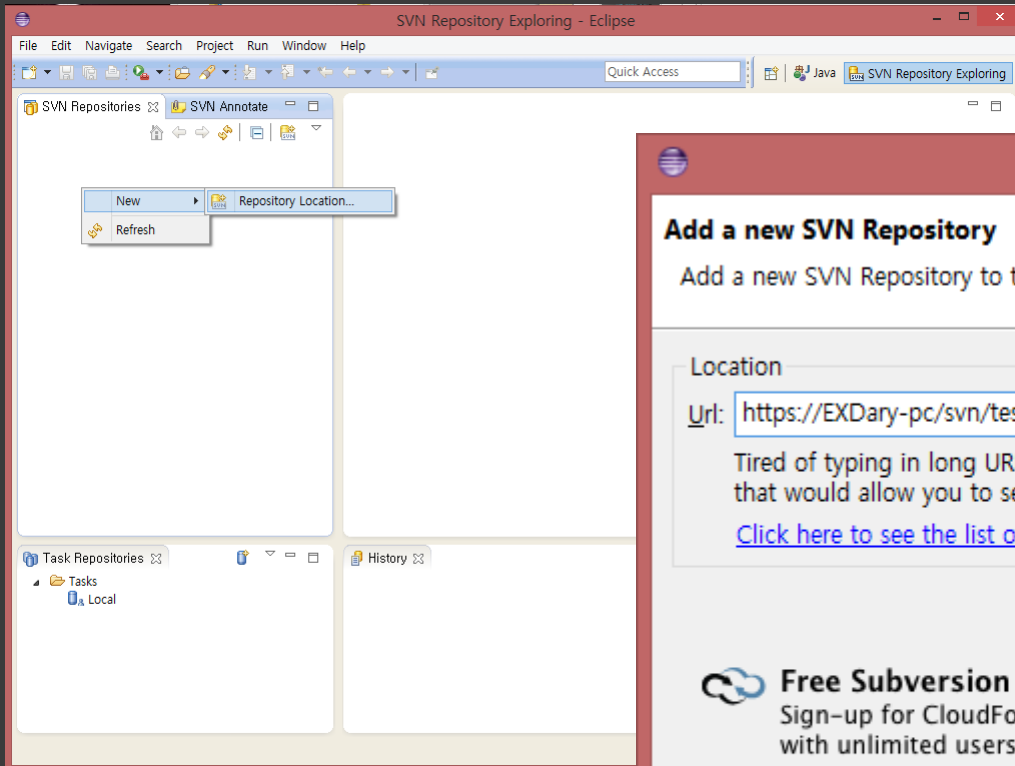 SVN Repository Exploring - Eclipse
File Edit Navigate Search Project Run Window Help
Quick Access
Java
SVN Repository Exploring
SVN Repositories
SVN Annotate
New
Repository Location...
Refresh
Add a new SVN Repository
Add a new SVN Repository to
Location
Url: https://EXDary-pc/svn/tes
Tired of typing in long UR
that would allow you to se
Click here to see the list o
Task Repositories
Tasks
Local
History
Free Subversion
Sign-up for CloudFo
with unlimited users